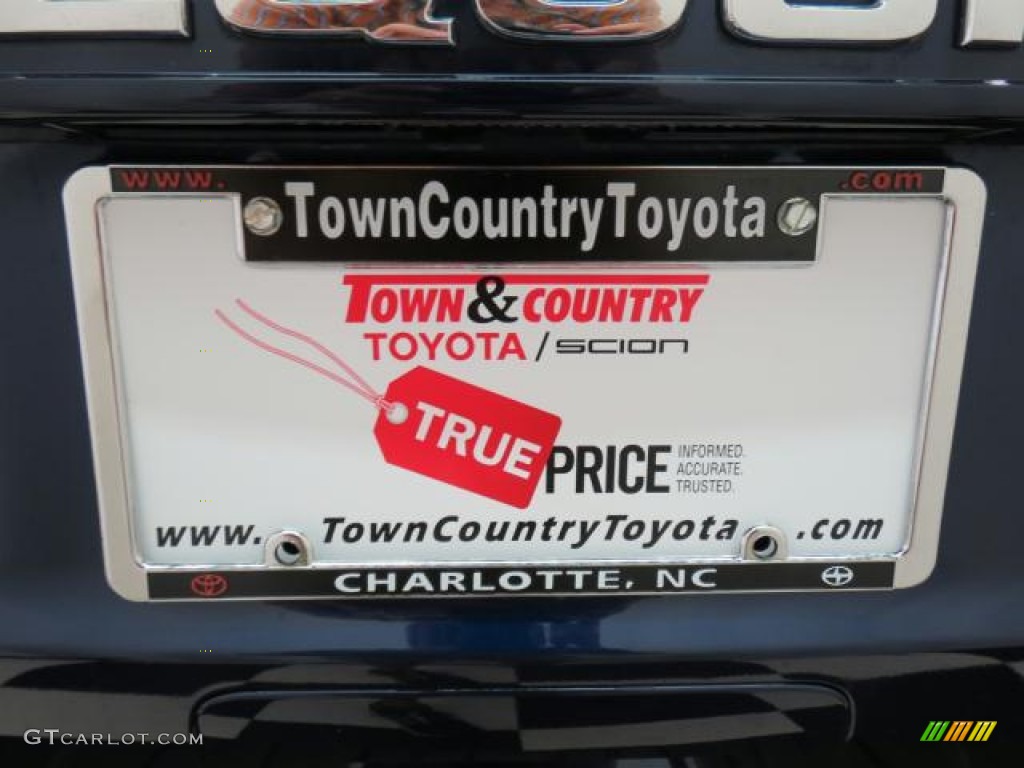 www. .com
TownCountryToyota
TOWN & COUNTRY
TOYOTA / SCION
TRUE PRICE
INFORMED.
ACCURATE.
TRUSTED.
www. TownCountryToyota .com
CHARLOTTE, NC
GTCARLOT.COM